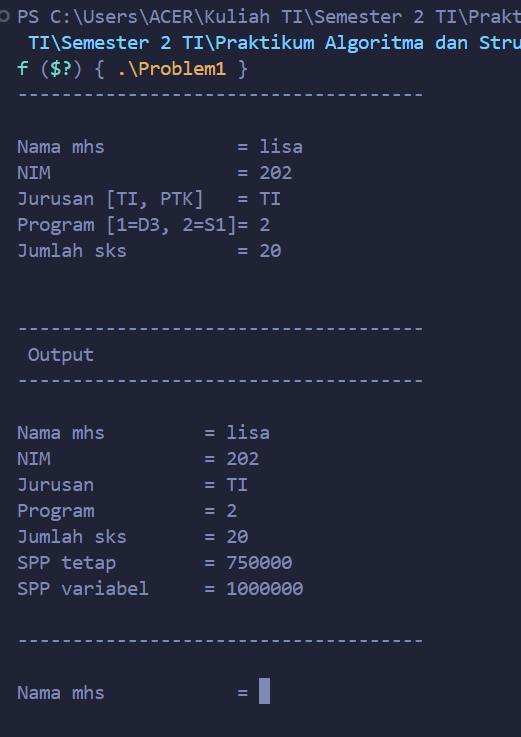 PS C:\Users\ACER\Kuliah TI\Semester 2 TI\Prakt
TI\Semester 2 TI\Praktikum Algoritma dan Stru
f ($?) { .\Problem1 }
-------------------------------------
Nama mhs = lisa
NIM = 202
Jurusan [TI, PTK] = TI
Program [1=D3, 2=S1]= 2
Jumlah sks = 20
-------------------------------------
Output
-------------------------------------
Nama mhs = lisa
NIM = 202
Jurusan = TI
Program = 2
Jumlah sks = 20
SPP tetap = 750000
SPP variabel = 1000000
-------------------------------------
Nama mhs =